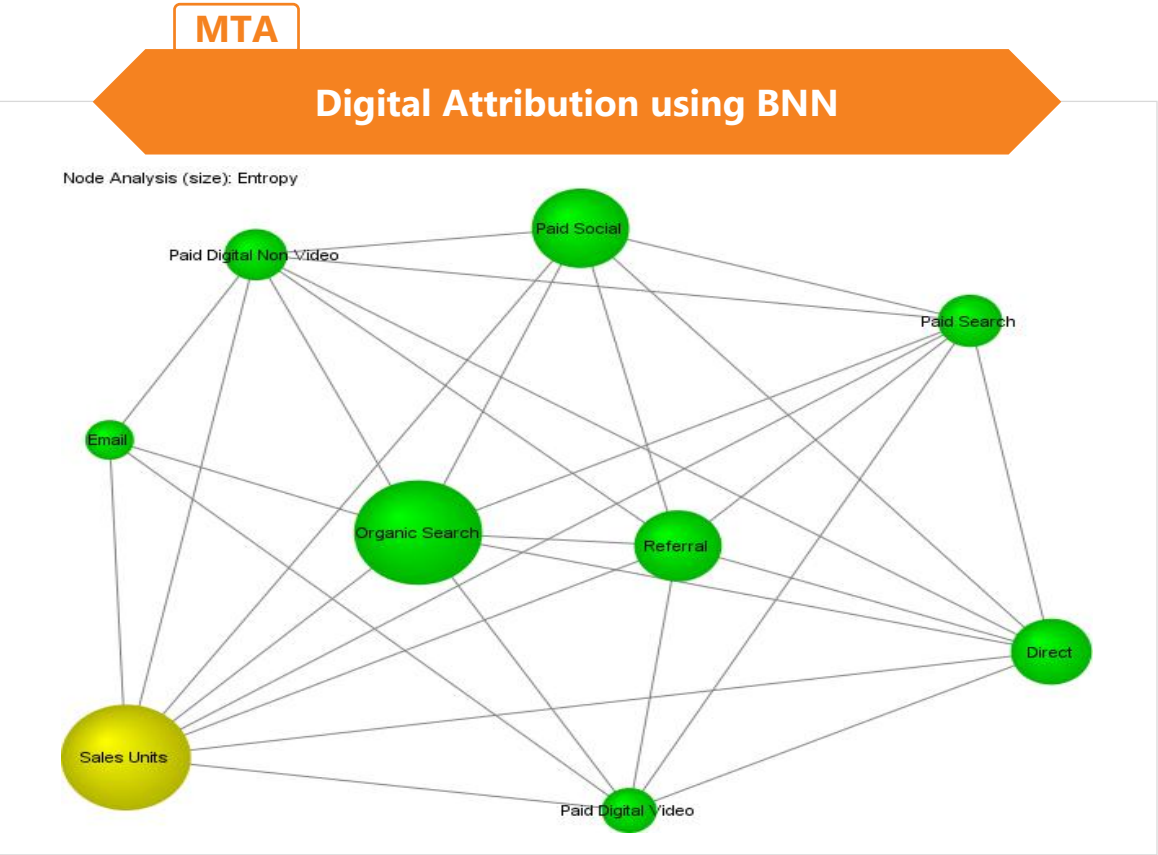 MTA
Digital Attribution using BNN
Node Analysis (size): Entropy
Paid Social
Paid Digital Non Video
Paid Search
Email
Organic Search
Referral
Direct
Sales Units
Paid Digital Video